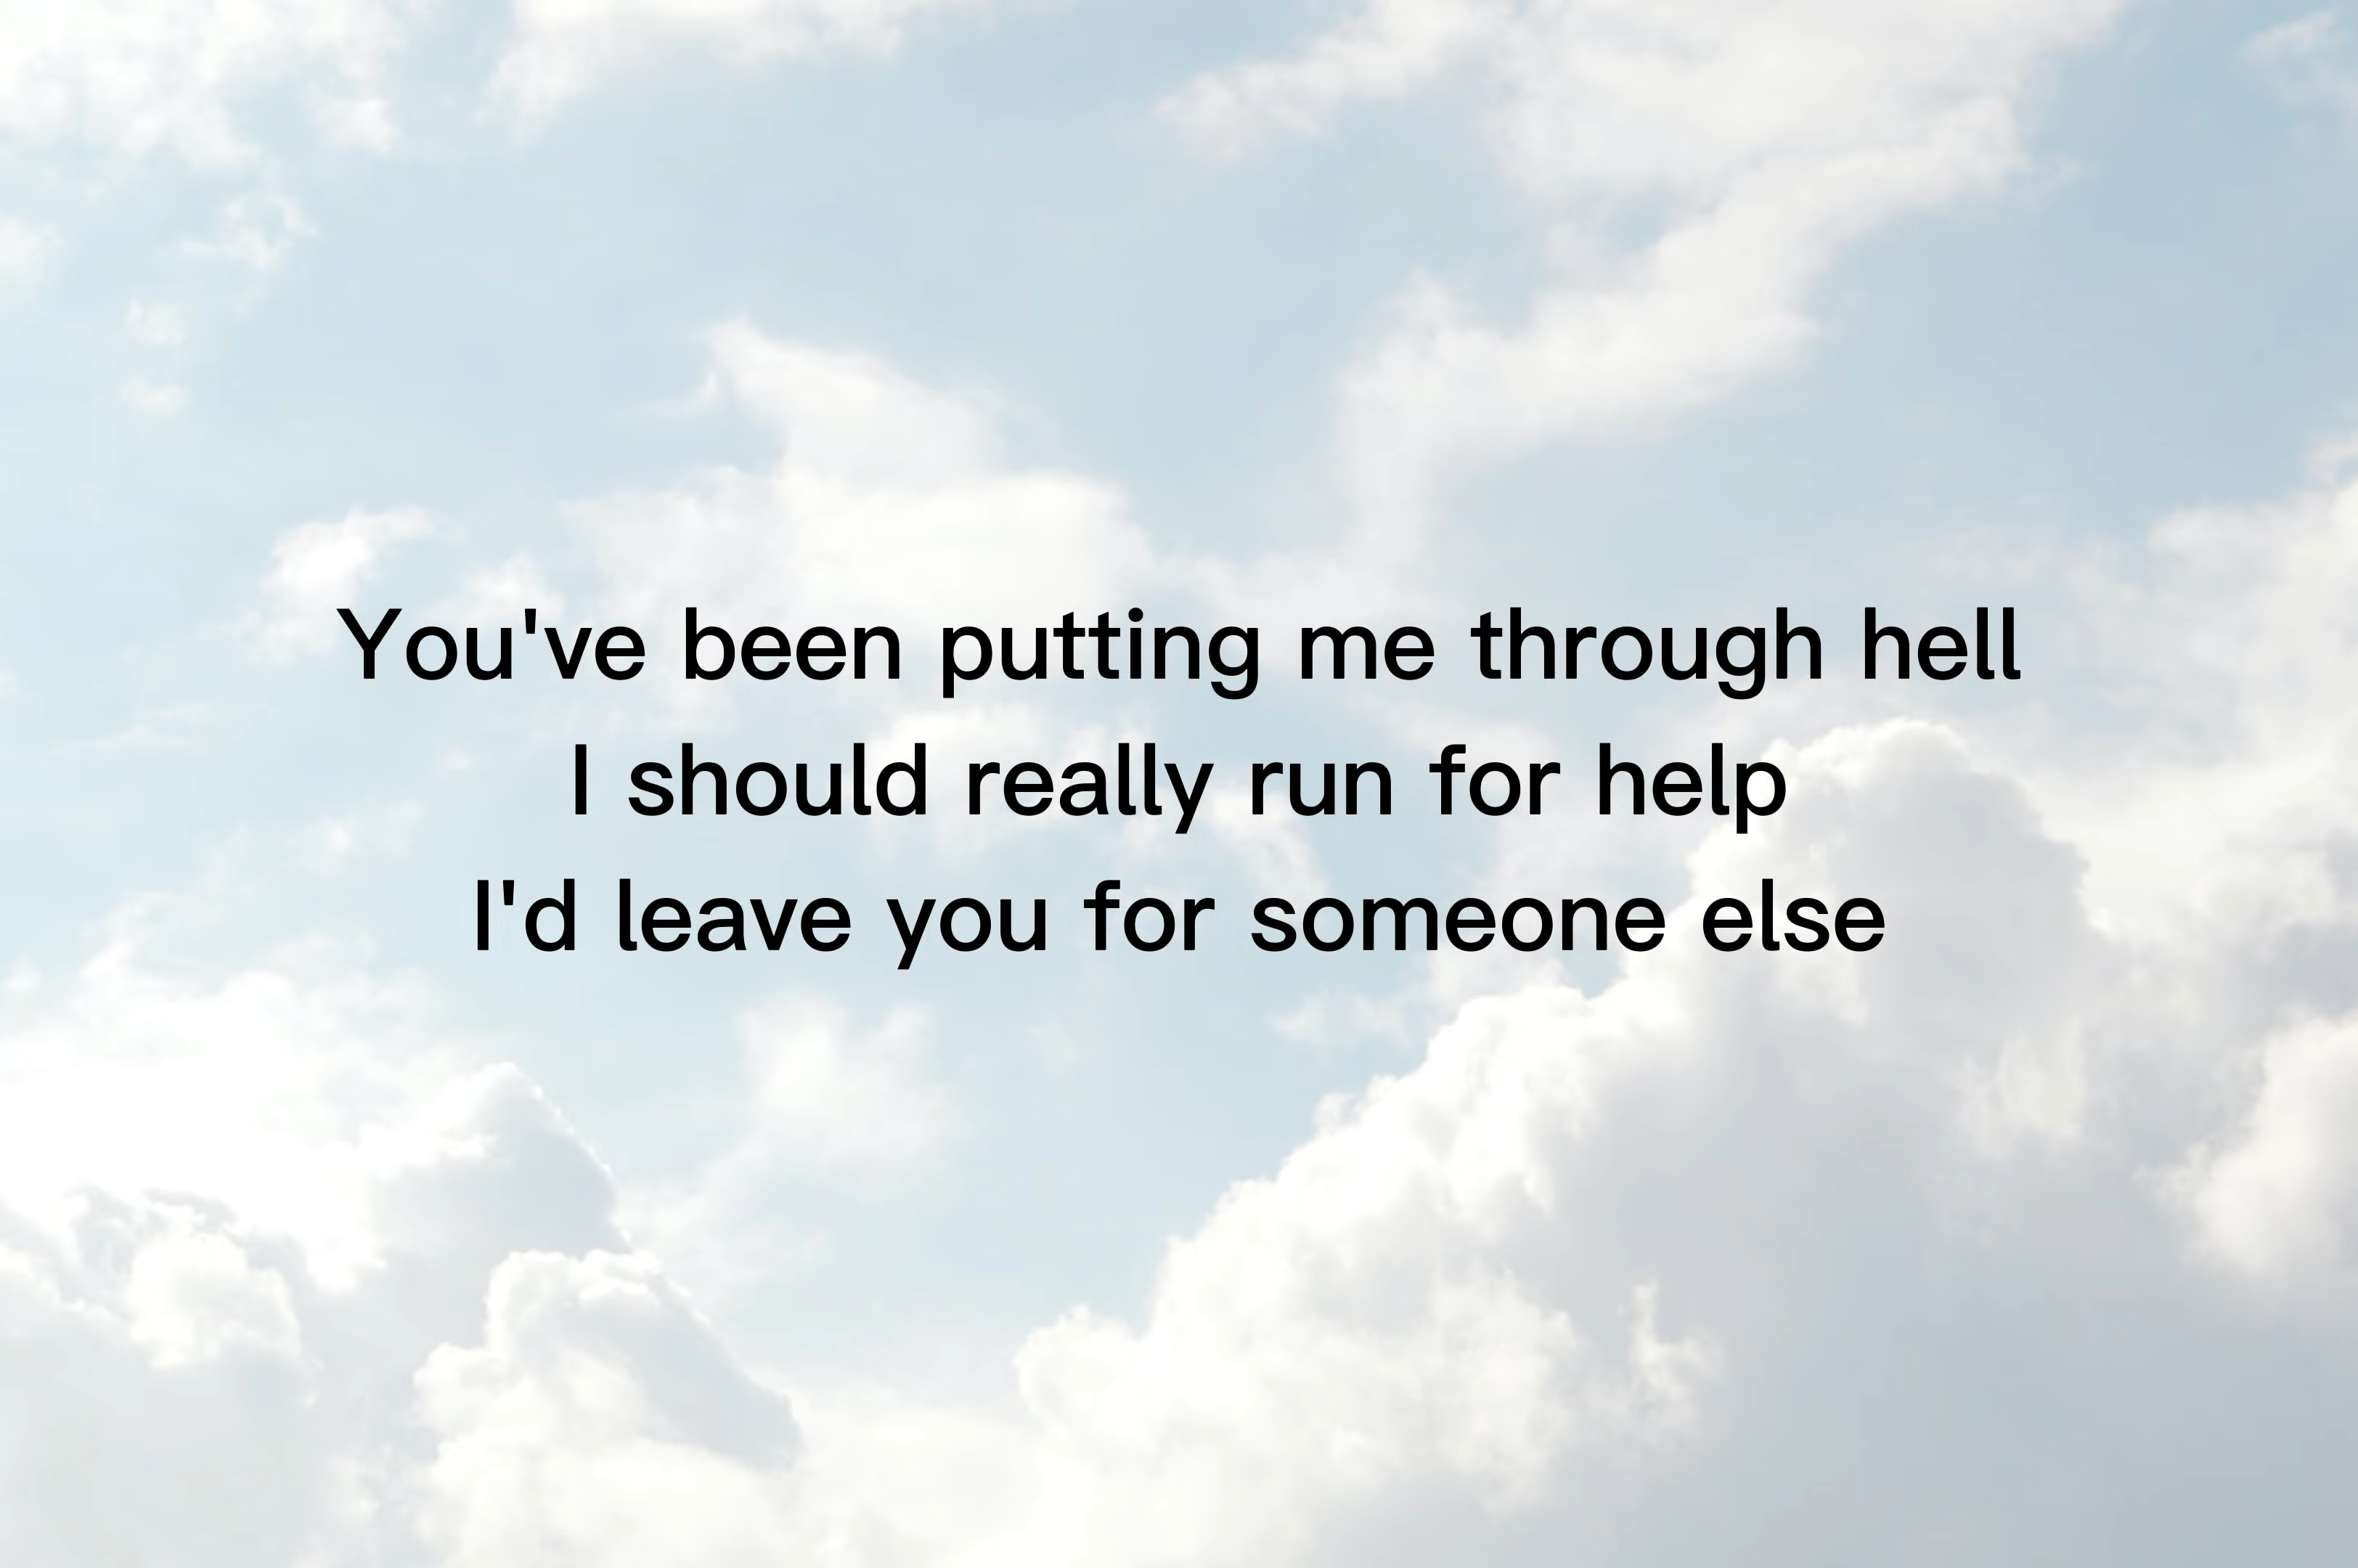 You've been putting me through hell
I should really run for help
I'd leave you for someone else